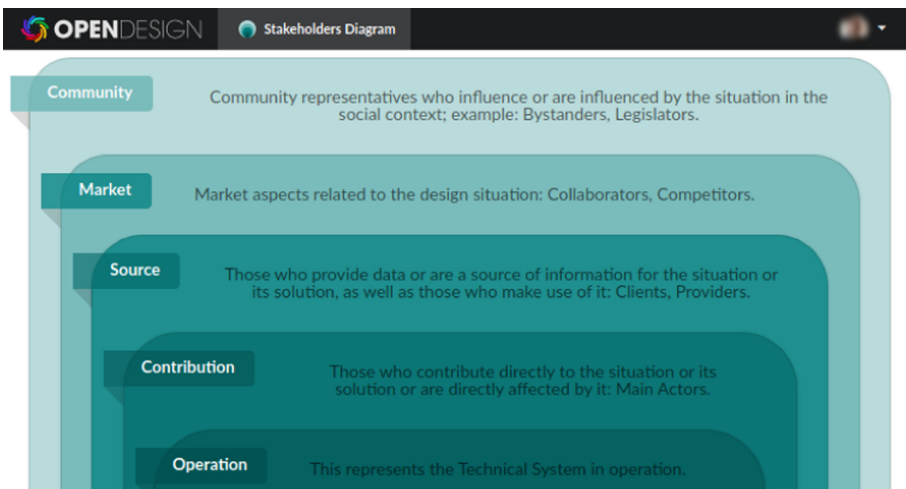 OPENDESIGN
Stakeholders Diagram
Community
Community representatives who influence or are influenced by the situation in the
social context; example: Bystanders, Legislators.
Market
Market aspects related to the design situation: Collaborators, Competitors.
Source
Those who provide data or are a source of information for the situation or
its solution, as well as those who make use of it: Clients, Providers.
Contribution
Those who contribute directly to the situation or its
solution or are directly affected by it: Main Actors.
Operation
This represents the Technical System in operation.